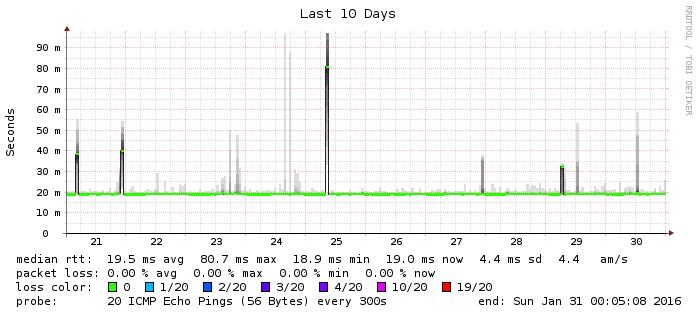 Last 10 Days
RRDTOOL / TOBI OETIKER
Seconds
90 m
80 m
70 m
60 m
50 m
40 m
30 m
20 m
10 m
0
21 22 23 24 25 26 27 28 29 30
median rtt: 19.5 ms avg 80.7 ms max 18.9 ms min 19.0 ms now 4.4 ms sd 4.4 am/s
packet loss: 0.00 % avg 0.00 % max 0.00 % min 0.00 % now
loss color: 0 1/20 2/20 3/20 4/20 10/20 19/20
probe: 20 ICMP Echo Pings (56 Bytes) every 300s end: Sun Jan 31 00:05:08 2016